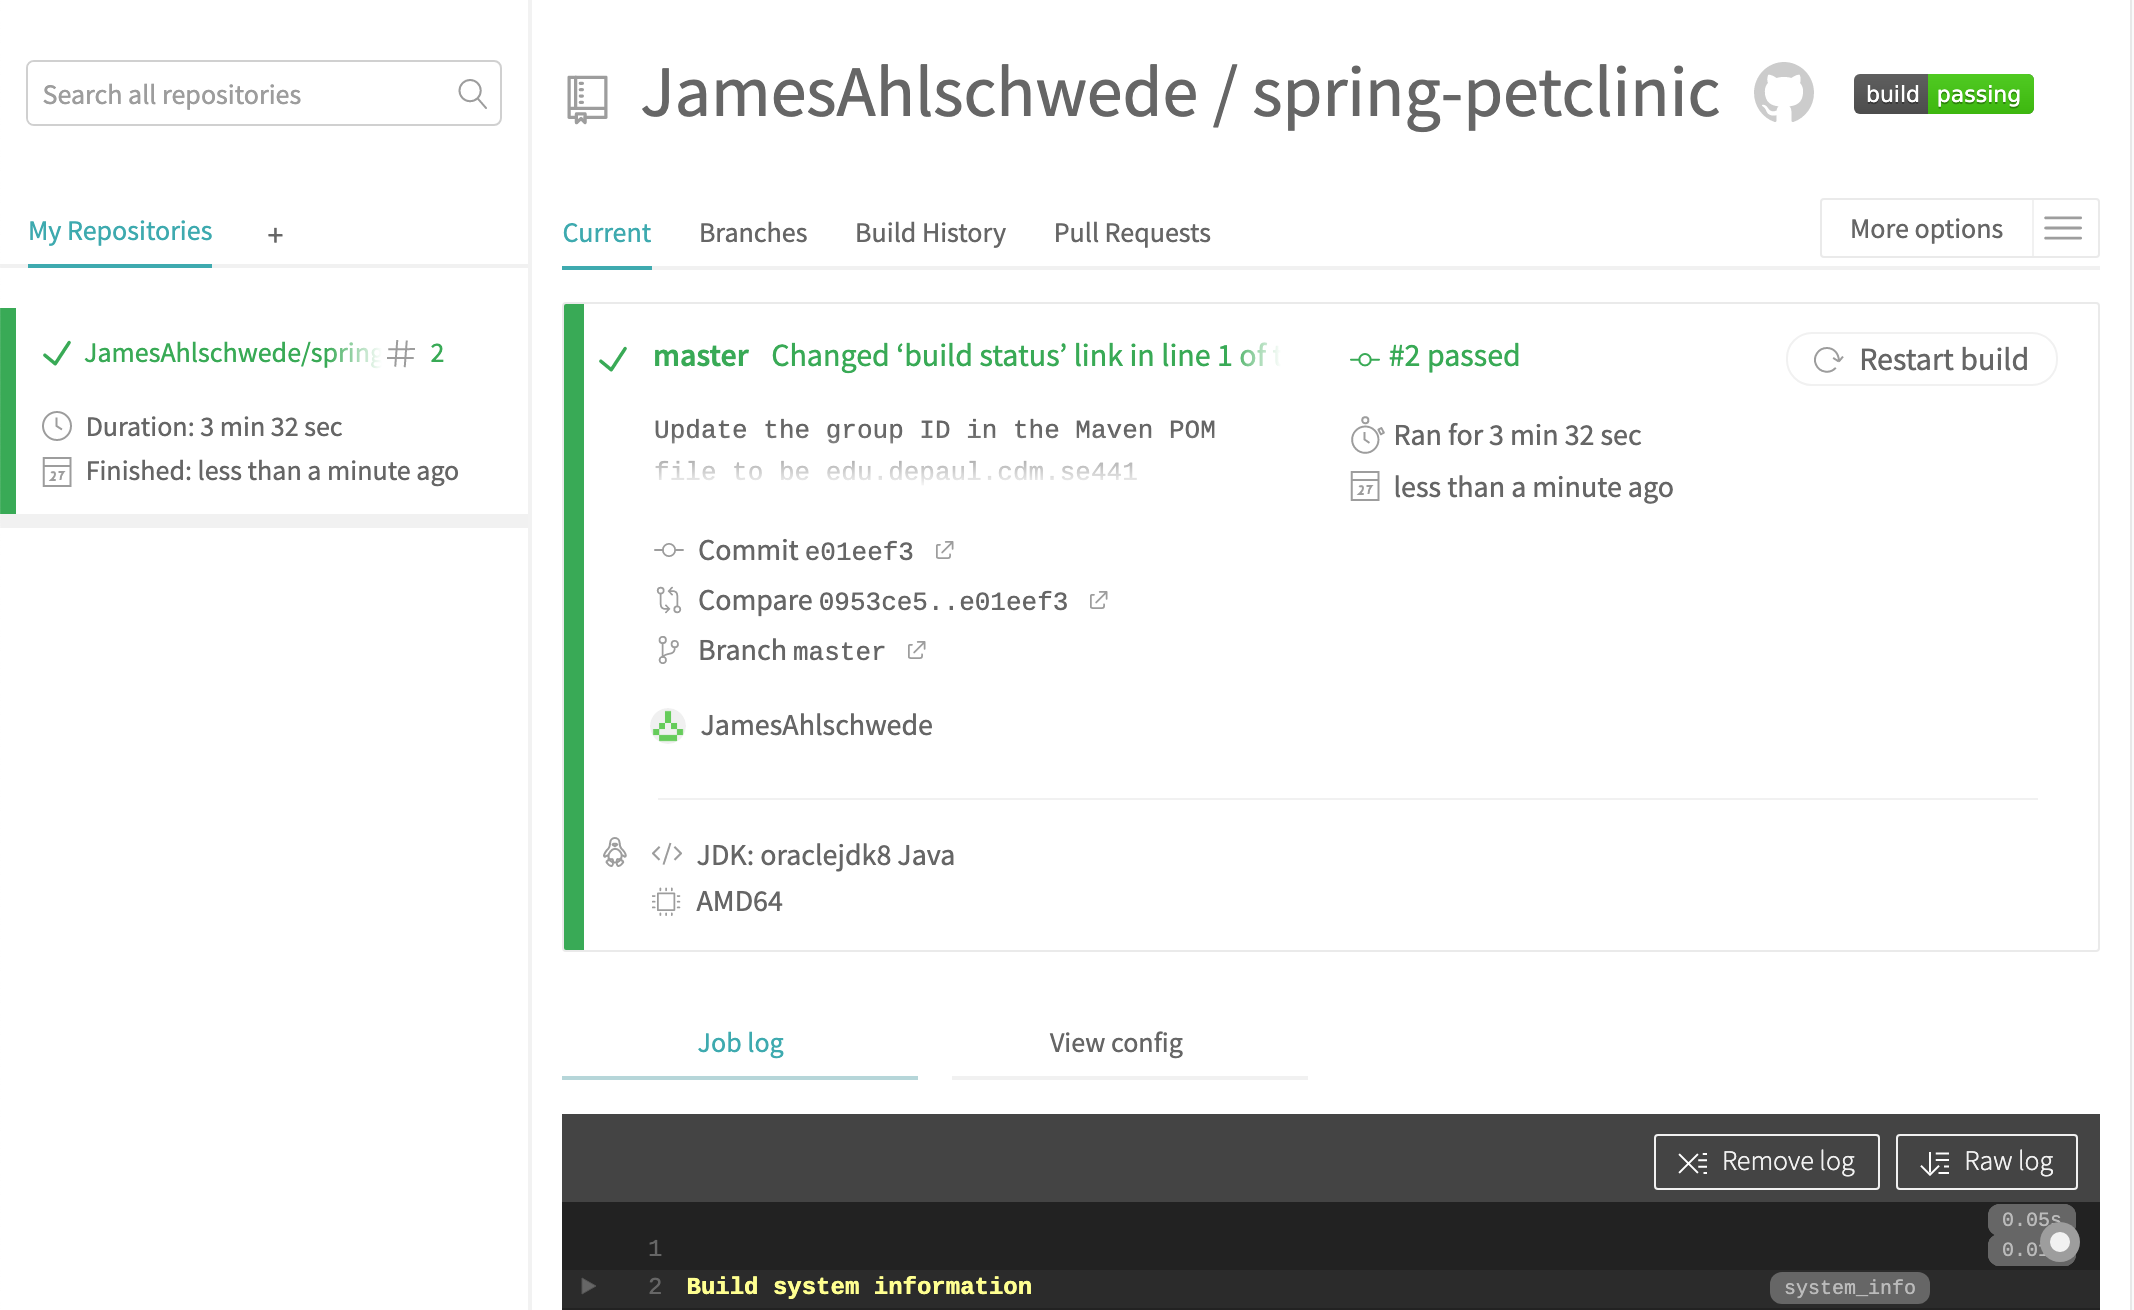 Search all repositories
My Repositories +
JamesAhlschwede/spring # 2
Duration: 3 min 32 sec
27 Finished: less than a minute ago
JamesAhlschwede / spring-petclinic
build passing
Current Branches Build History Pull Requests
More options
master Changed ‘build status’ link in line 1 of
#2 passed
Restart build
Update the group ID in the Maven POM
file to be edu.depaul.cdm.se441
Ran for 3 min 32 sec
27 less than a minute ago
Commit e01eef3
Compare 0953ce5..e01eef3
Branch master
JamesAhlschwede
</> JDK: oraclejdk8 Java
AMD64
Job log View config
Remove log Raw log
0.05s
1
2 Build system information system_info